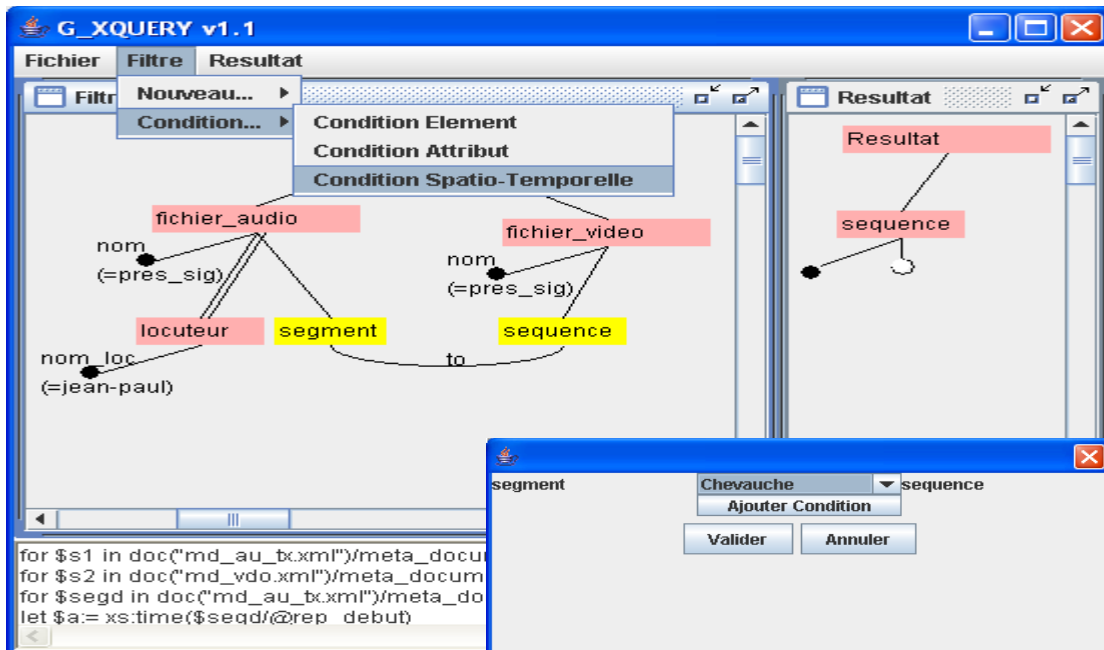 G_XQUERY v1.1
Fichier Filtre Resultat
Filtr
Nouveau...
Condition...
Condition Element
Condition Attribut
Condition Spatio-Temporelle
fichier_audio
nom
(=pres_sig)
locuteur
nom_loc
(=jean-paul)
segment
to
fichier_video
nom
(=pres_sig)
sequence
Resultat
Resultat
sequence
for $s1 in doc("md_au_tx.xml")/meta_docu
for $s2 in doc("md_vdo.xml")/meta_docum
for $segd in doc("md_au_tx.xml")/meta_do
let $a:= xs:time($segd/@rep_debut)
segment Chevauche sequence
Ajouter Condition
Valider Annuler